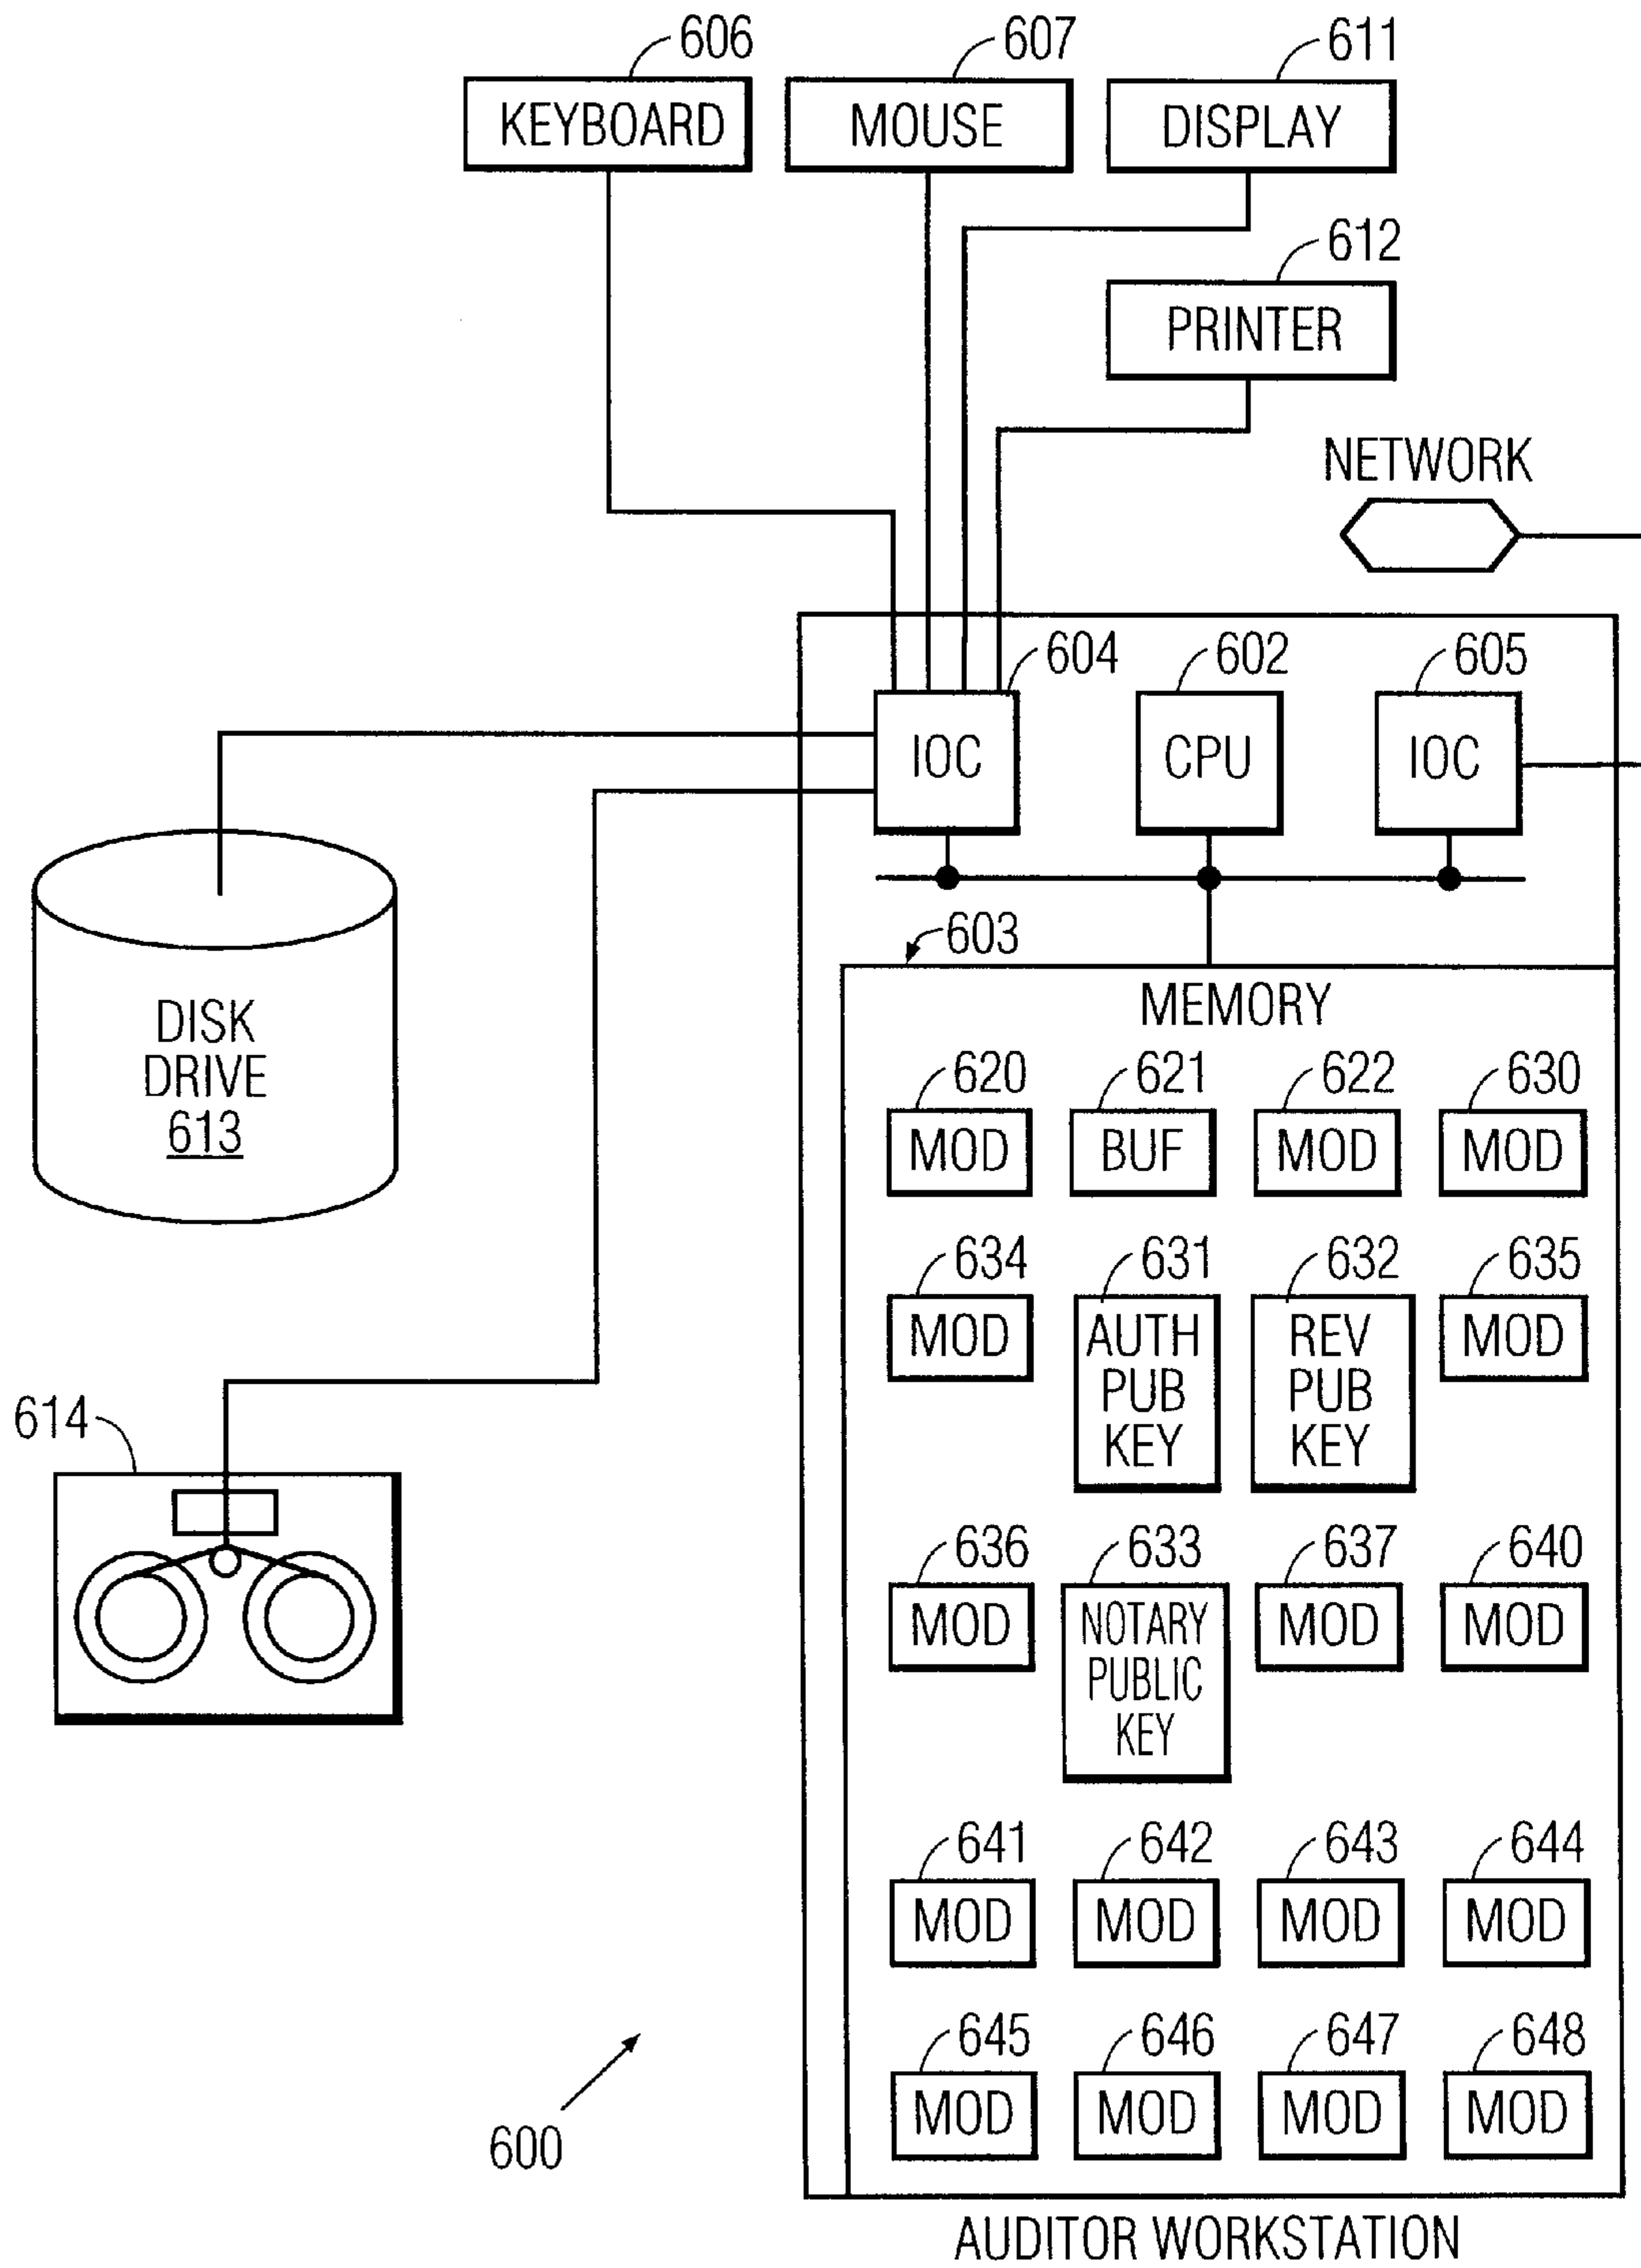 606
607
611
KEYBOARD
MOUSE
DISPLAY
612
PRINTER
NETWORK
604
602
605
IOC
CPU
IOC
603
MEMORY
DISK
DRIVE
613
620
621
622
630
MOD
BUF
MOD
MOD
634
631
632
635
MOD
AUTH
PUB
KEY
REV
PUB
KEY
MOD
614
636
633
637
640
MOD
NOTARY
PUBLIC
KEY
MOD
MOD
641
642
643
644
MOD
MOD
MOD
MOD
645
646
647
648
MOD
MOD
MOD
MOD
600
AUDITOR WORKSTATION